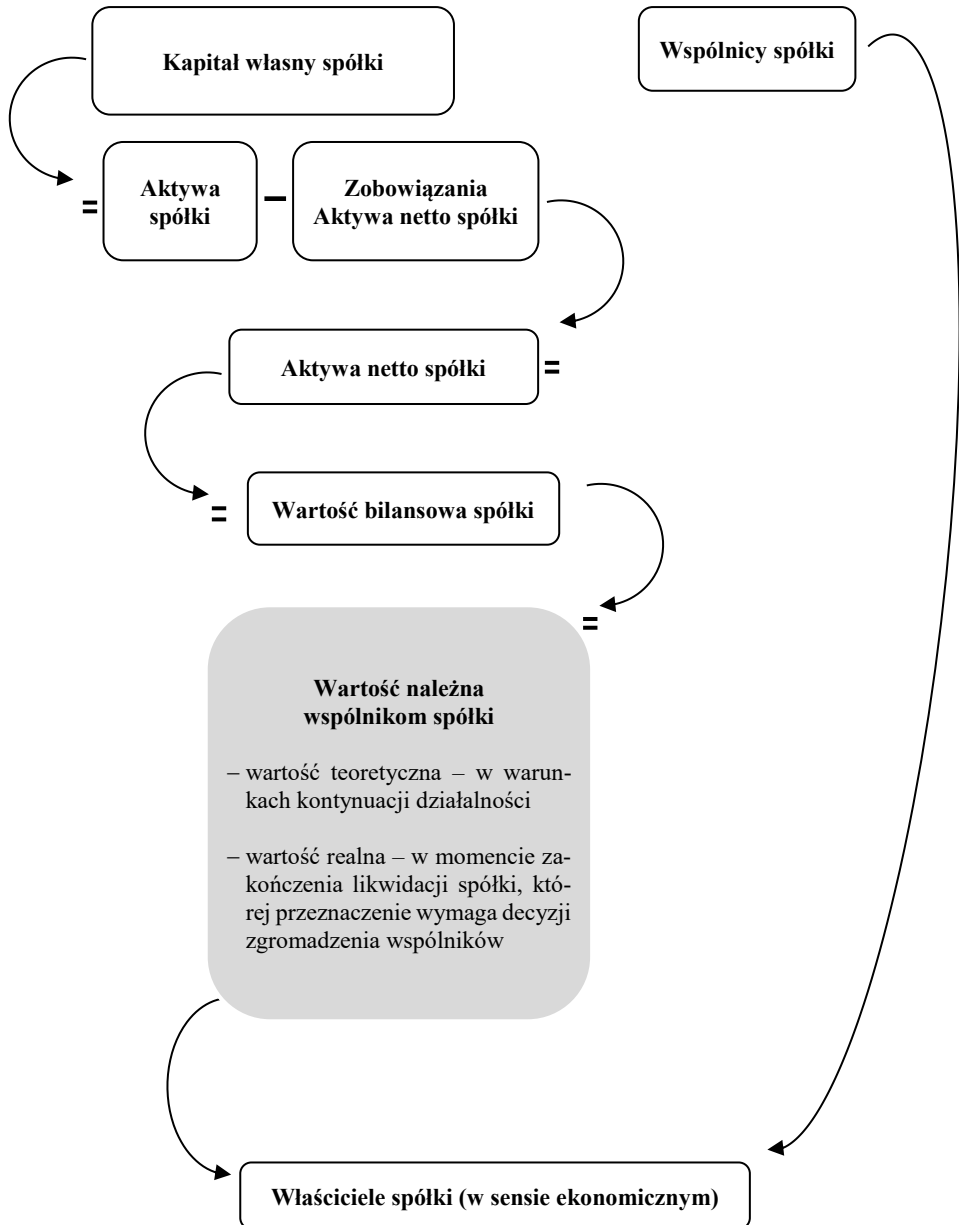 Kapitał własny spółki
Wspólnicy spółki
=
Aktywa
spółki
–
Zobowiązania
Aktywa netto spółki
Aktywa netto spółki
=
=
Wartość bilansowa spółki
=
Wartość należna
wspólnikom spółki
– wartość teoretyczna – w warun-
kach kontynuacji działalności
– wartość realna – w momencie za-
kończenia likwidacji spółki, któ-
rej przeznaczenie wymaga decyzji
zgromadzenia wspólników
Właściciele spółki (w sensie ekonomicznym)